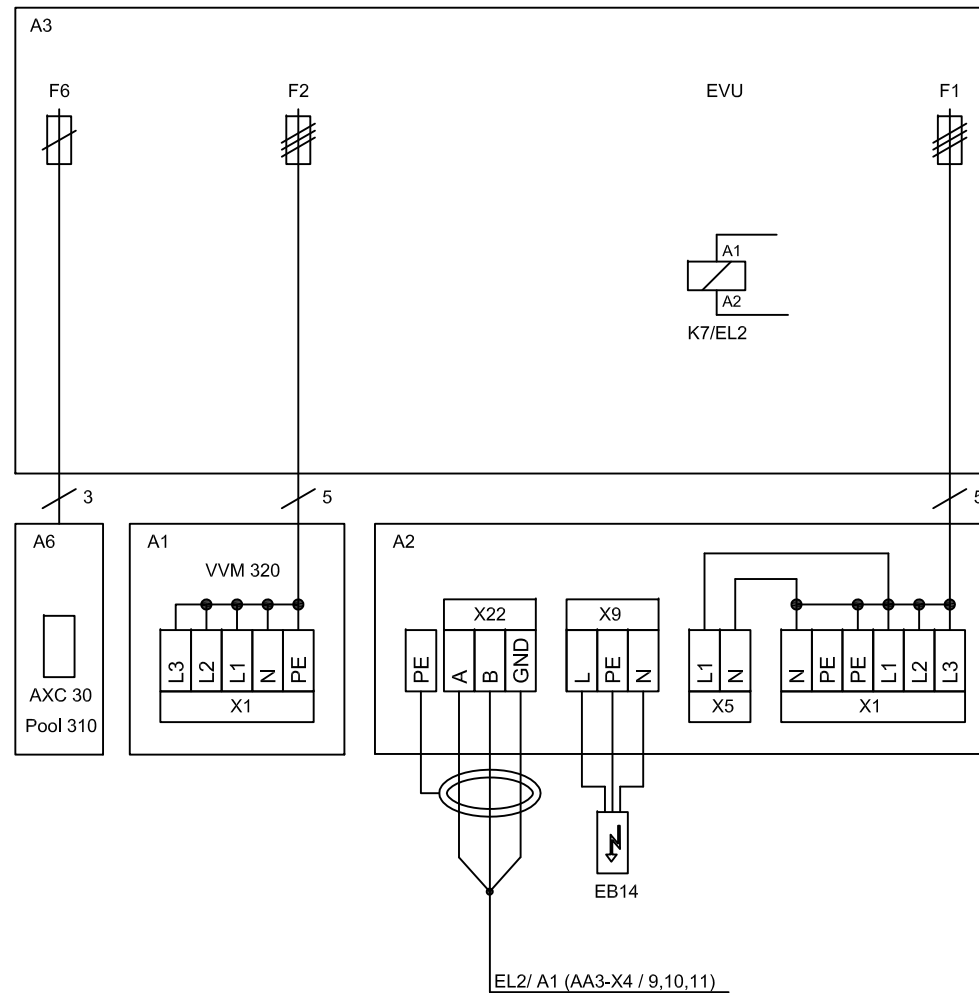 A3
F6
F2
EVU
F1
A1
A2
K7/EL2
3
5
5
A6
A1
A2
VVM 320
X22
X9
L3 L2 L1 N PE
PE
A B GND
L PE N
L1 N
N PE PE L1 L2 L3
AXC 30
Pool 310
X1
X5
X1
EB14
EL2/ A1 (AA3-X4 / 9,10,11)